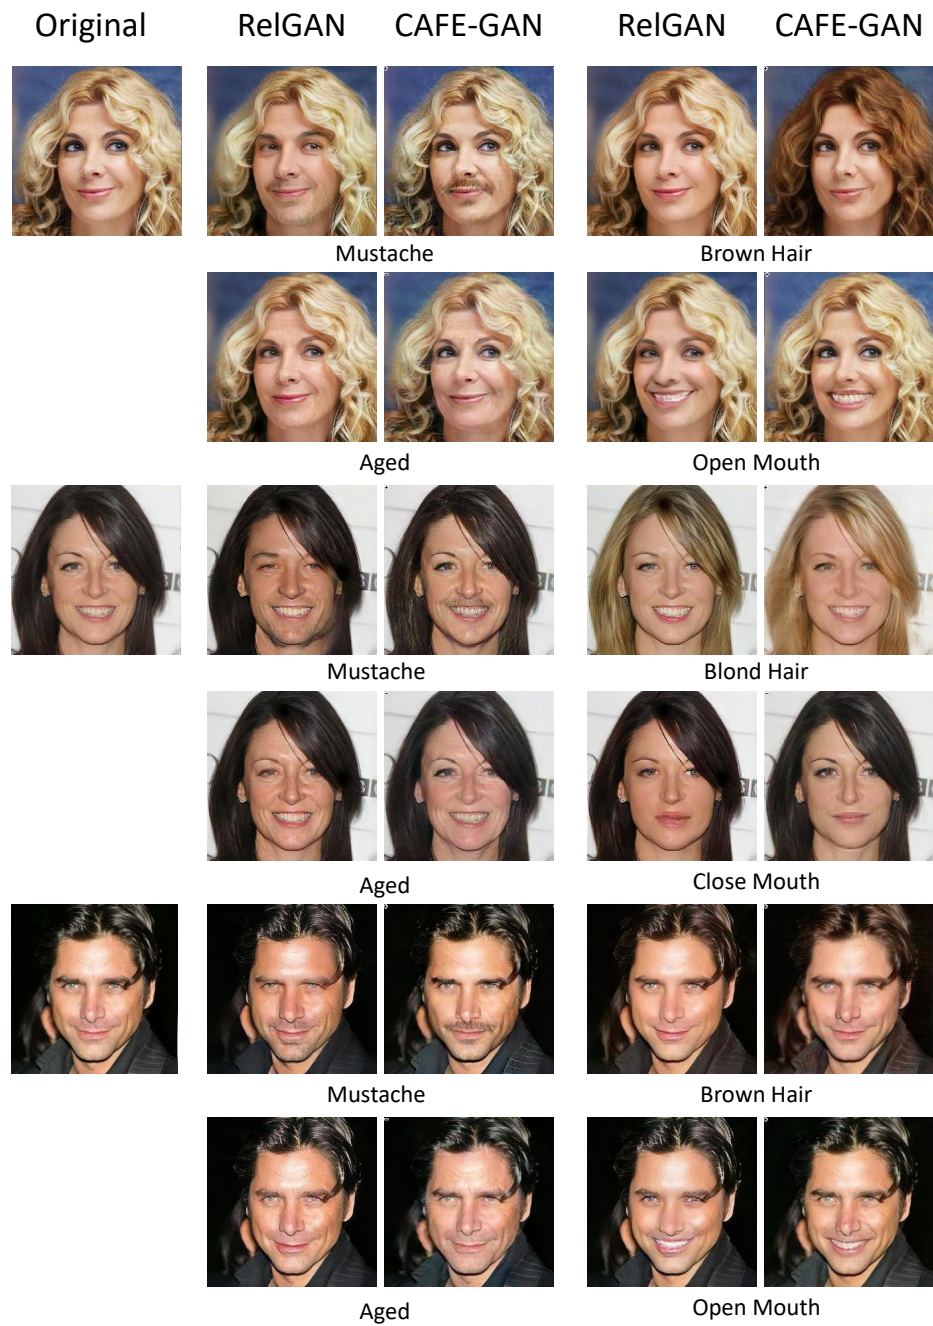 Original RelGAN CAFE-GAN RelGAN CAFE-GAN
Mustache Brown Hair
Aged Open Mouth
Mustache Blond Hair
Aged Close Mouth
Mustache Brown Hair
Aged Open Mouth